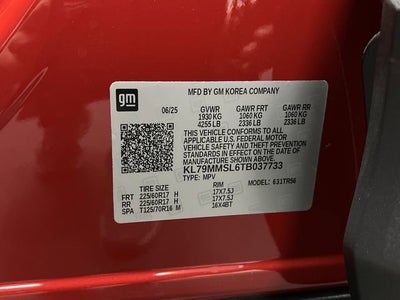 gm
MFD BY GM KOREA COMPANY
06/25 GVWR GAWR FRT GAWR RR
1930 KG 1060 KG 1060 KG
4255 LB 2336 LB 2336 LB
THIS VEHICLE CONFORMS TO ALL
APPLICABLE U.S. FEDERAL MOTOR
VEHICLE SAFETY, BUMPER, AND THEFT
PREVENTION STANDARDS IN EFFECT ON
THE DATE OF MANUFACTURE SHOWN ABOVE.
KL79MMSL6TB037733
TYPE: MPV MODEL: 631TR56
TIRE SIZE RIM
FRT 225/60R17 H 17X7.5J
RR 225/60R17 H 17X7.5J
SPA T125/70R16 M 16X4BT